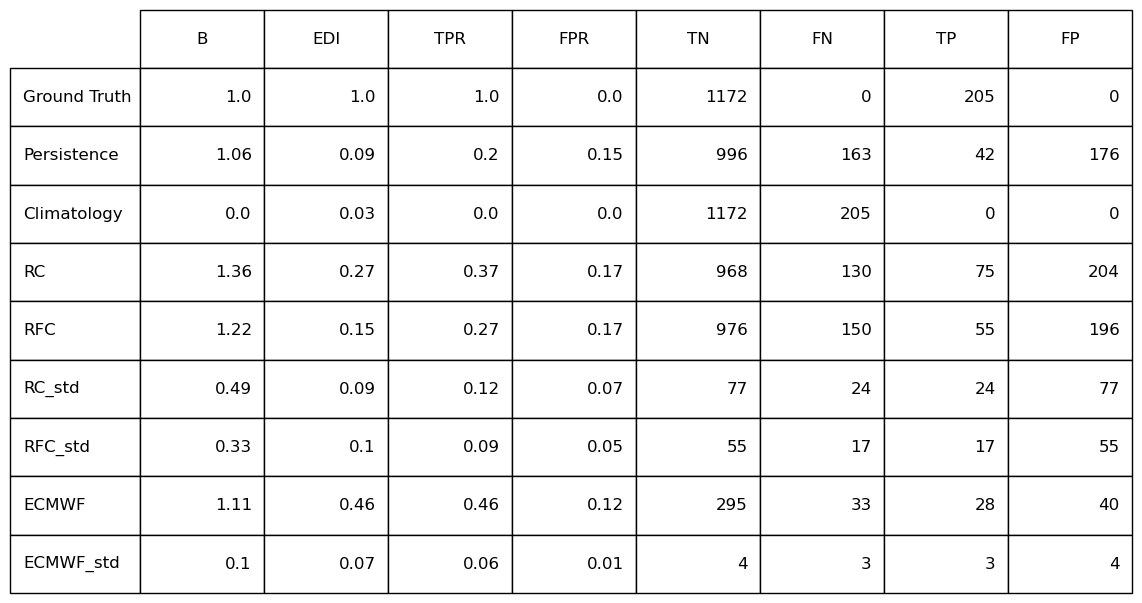 B EDI TPR FPR TN FN TP FP
Ground Truth 1.0 1.0 1.0 0.0 1172 0 205 0
Persistence 1.06 0.09 0.2 0.15 996 163 42 176
Climatology 0.0 0.03 0.0 0.0 1172 205 0 0
RC 1.36 0.27 0.37 0.17 968 130 75 204
RFC 1.22 0.15 0.27 0.17 976 150 55 196
RC_std 0.49 0.09 0.12 0.07 77 24 24 77
RFC_std 0.33 0.1 0.09 0.05 55 17 17 55
ECMWF 1.11 0.46 0.46 0.12 295 33 28 40
ECMWF_std 0.1 0.07 0.06 0.01 4 3 3 4